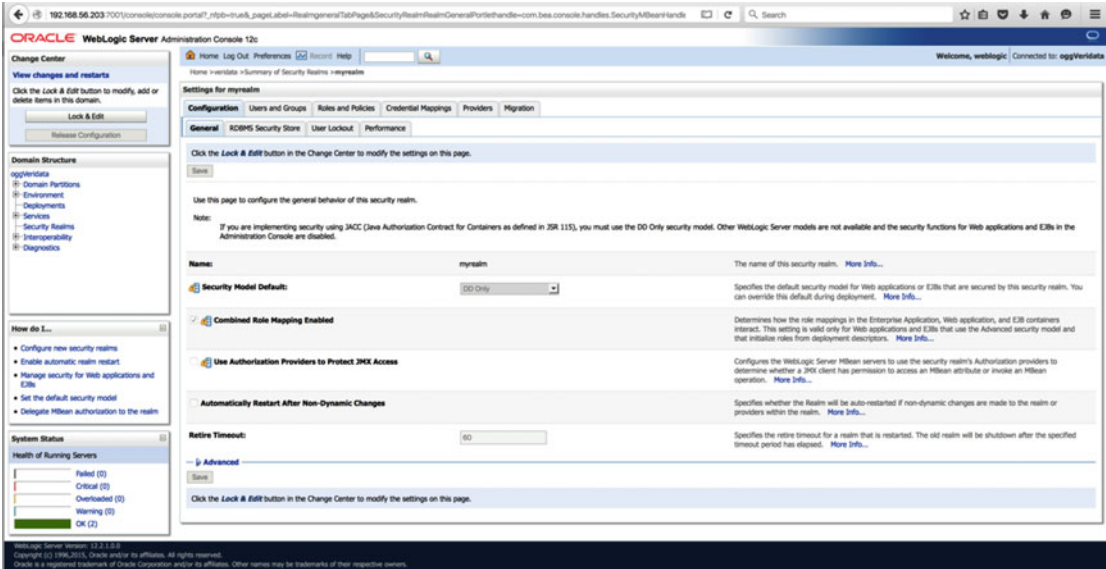 192.168.56.203:7001/console/console.portal?_nfpb=true&_pageLabel=RealmgeneralTabPage&SecurityRealmRealmGeneralPortlethandle=com.bea.console.handles.SecurityMBeanHandle
Search
ORACLE WebLogic Server Administration Console 12c
Change Center
View changes and restarts
Click the Lock & Edit button to modify, add or
delete items in this domain.
Lock & Edit
Release Configuration
Domain Structure
oggVeridata
Domain Partitions
Environment
Deployments
Services
Security Realms
Interoperability
Diagnostics
How do I...
Configure new security realms
Enable automatic realm restart
Manage security for Web applications and
EJBs
Set the default security model
Delegate MBean authorization to the realm
System Status
Health of Running Servers
Failed (0)
Critical (0)
Overloaded (0)
Warning (0)
OK (2)
Home Log Out Preferences Record Help
Welcome, weblogic Connected to: oggVeridata
Home >veridata >Summary of Security Realms >myrealm
Settings for myrealm
Configuration Users and Groups Roles and Policies Credential Mappings Providers Migration
General RDBMS Security Store User Lockout Performance
Click the Lock & Edit button in the Change Center to modify the settings on this page.
Save
Use this page to configure the general behavior of this security realm.
Note:
If you are implementing security using JACC (Java Authorization Contract for Containers as defined in JSR 115), you must use the DD Only security model. Other WebLogic Server models are not available and the security functions for Web applications and EJBs in the
Administration Console are disabled.
Name: myrealm The name of this security realm. More Info...
Security Model Default: DD Only Specifies the default security model for Web applications or EJBs that are secured by this security realm. You
can override this default during deployment. More Info...
Combined Role Mapping Enabled Determines how the role mappings in the Enterprise Application, Web application, and EJB containers
interact. This setting is valid only for Web applications and EJBs that use the Advanced security model and
that initialize roles from deployment descriptors. More Info...
Use Authorization Providers to Protect JMX Access Configures the WebLogic Server MBean servers to use the security realm's Authorization providers to
determine whether a JMX client has permission to access an MBean attribute or invoke an MBean
operation. More Info...
Automatically Restart After Non-Dynamic Changes Specifies whether the Realm will be auto-restarted if non-dynamic changes are made to the realm or
providers within the realm. More Info...
Retire Timeout: 60 Specifies the retire timeout for a realm that is restarted. The old realm will be shutdown after the specified
timeout period has elapsed. More Info...
Advanced
Save
Click the Lock & Edit button in the Change Center to modify the settings on this page.
WebLogic Server Version: 12.2.1.0.0
Copyright (c) 1996,2015, Oracle and/or its affiliates. All rights reserved.
Oracle is a registered trademark of Oracle Corporation and/or its affiliates. Other names may be trademarks of their respective owners.